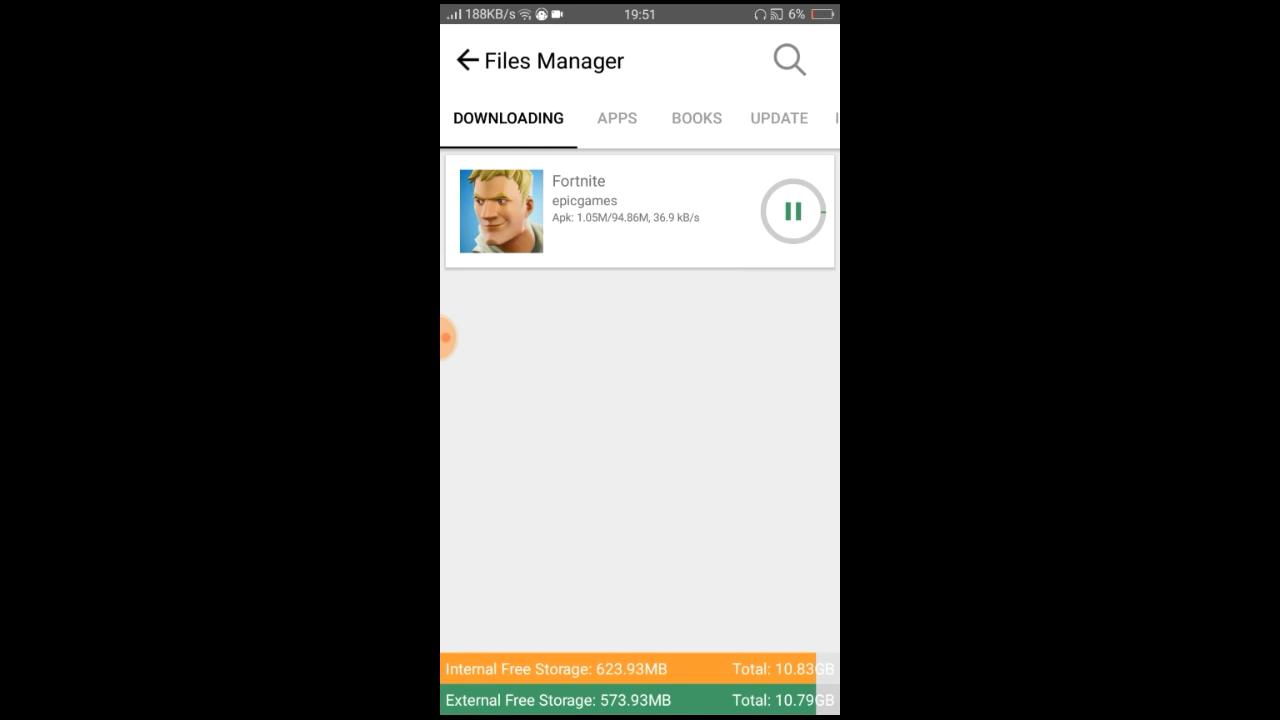 188KB/s 19:51 6%
Files Manager
DOWNLOADING APPS BOOKS UPDATE
Fortnite
epicgames
Apk: 1.05M/94.86M, 36.9 kB/s
Internal Free Storage: 623.93MB Total: 10.83GB
External Free Storage: 573.93MB Total: 10.79GB